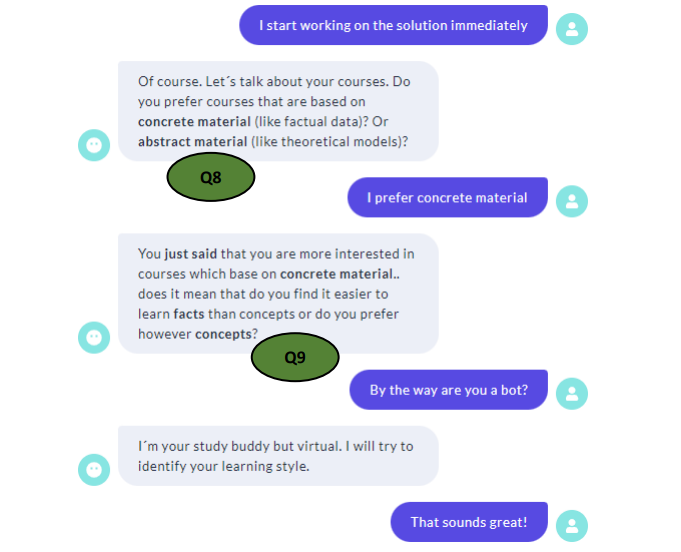 I start working on the solution immediately
Of course. Let´s talk about your courses. Do
you prefer courses that are based on
concrete material (like factual data)? Or
abstract material (like theoretical models)?
Q8
I prefer concrete material
You just said that you are more interested in
courses which base on concrete material..
does it mean that do you find it easier to
learn facts than concepts or do you prefer
however concepts?
Q9
By the way are you a bot?
I´m your study buddy but virtual. I will try to
identify your learning style.
That sounds great!